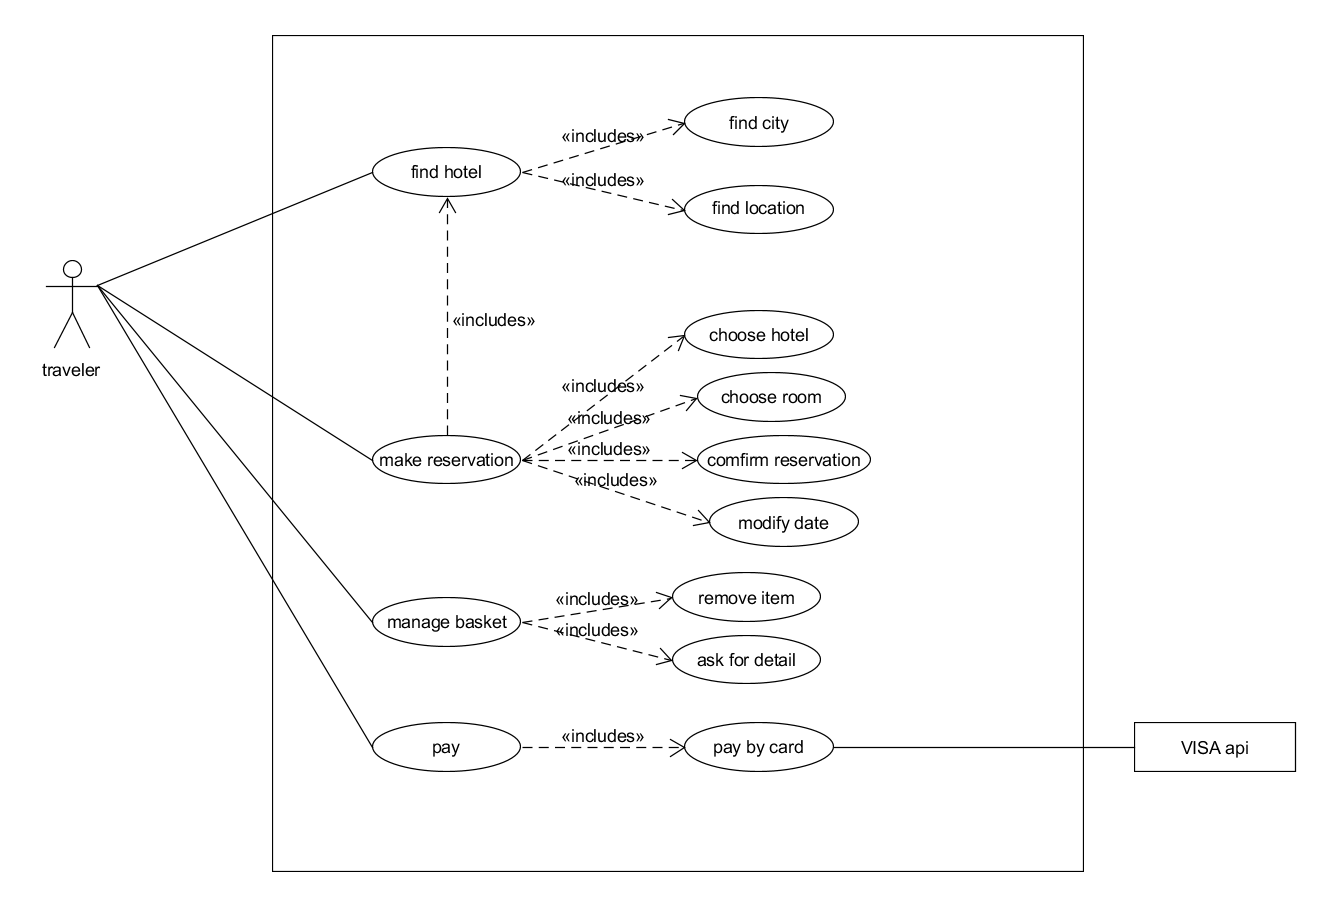 find city
«includes»
find hotel
«includes»
find location
traveler
«includes»
choose hotel
«includes»
choose room
«includes»
make reservation
«includes»
comfirm reservation
«includes»
modify date
manage basket
«includes»
remove item
«includes»
ask for detail
pay
«includes»
pay by card
VISA api